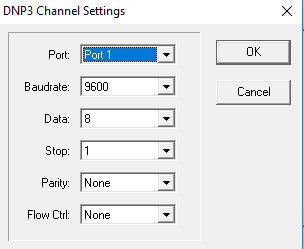 DNP3 Channel Settings
Port: Port 1
OK
Baudrate: 9600
Cancel
Data: 8
Stop: 1
Parity: None
Flow Ctrl: None